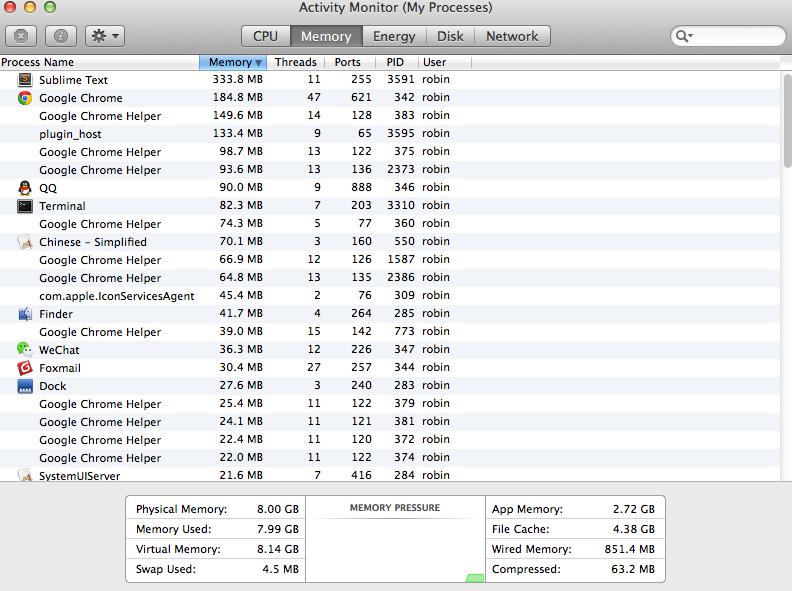 Activity Monitor (My Processes)
CPU Memory Energy Disk Network
Process Name Memory Threads Ports PID User
Sublime Text 333.8 MB 11 255 3591 robin
Google Chrome 184.8 MB 47 621 342 robin
Google Chrome Helper 149.6 MB 14 128 383 robin
plugin_host 133.4 MB 9 65 3595 robin
Google Chrome Helper 98.7 MB 13 122 375 robin
Google Chrome Helper 93.6 MB 13 136 2373 robin
QQ 90.0 MB 9 888 346 robin
Terminal 82.3 MB 7 203 3310 robin
Google Chrome Helper 74.3 MB 5 77 360 robin
Chinese – Simplified 70.1 MB 3 160 550 robin
Google Chrome Helper 66.9 MB 12 126 1587 robin
Google Chrome Helper 64.8 MB 13 135 2386 robin
com.apple.IconServicesAgent 45.4 MB 2 76 309 robin
Finder 41.7 MB 4 264 285 robin
Google Chrome Helper 39.0 MB 15 142 773 robin
WeChat 36.3 MB 12 226 347 robin
Foxmail 30.4 MB 27 257 344 robin
Dock 27.6 MB 3 240 283 robin
Google Chrome Helper 25.4 MB 11 122 379 robin
Google Chrome Helper 24.1 MB 11 121 381 robin
Google Chrome Helper 22.4 MB 11 120 372 robin
Google Chrome Helper 22.0 MB 11 122 374 robin
SystemUIServer 21.6 MB 7 416 284 robin
Physical Memory: 8.00 GB
Memory Used: 7.99 GB
Virtual Memory: 8.14 GB
Swap Used: 4.5 MB
MEMORY PRESSURE
App Memory: 2.72 GB
File Cache: 4.38 GB
Wired Memory: 851.4 MB
Compressed: 63.2 MB